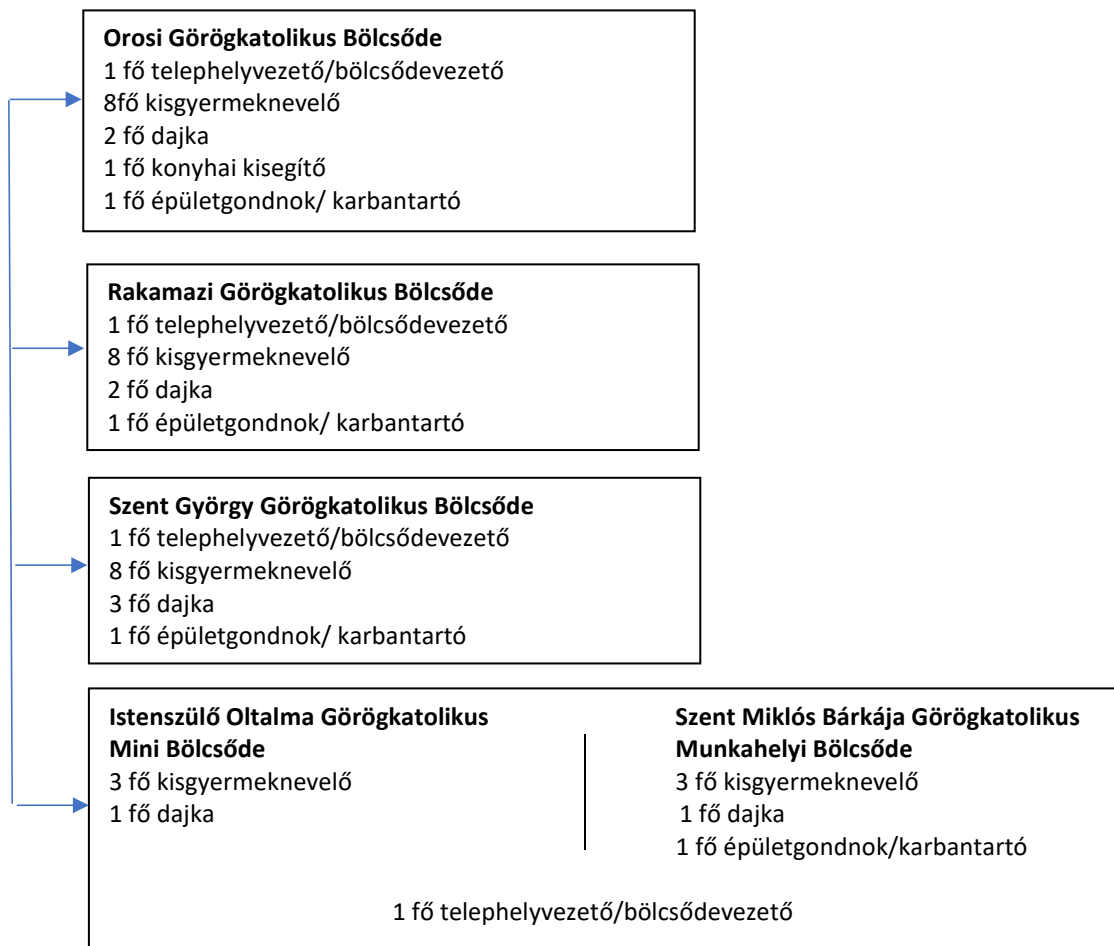 Orosi Görögkatolikus Bölcsőde
1 fő telephelyvezető/bölcsődevezető
8fő kisgyermeknevelő
2 fő dajka
1 fő konyhai kisegítő
1 fő épületgondnok/ karbantartó
Rakamazi Görögkatolikus Bölcsőde
1 fő telephelyvezető/bölcsődevezető
8 fő kisgyermeknevelő
2 fő dajka
1 fő épületgondnok/ karbantartó
Szent György Görögkatolikus Bölcsőde
1 fő telephelyvezető/bölcsődevezető
8 fő kisgyermeknevelő
3 fő dajka
1 fő épületgondnok/ karbantartó
Istenszülő Oltalma Görögkatolikus
Mini Bölcsőde
3 fő kisgyermeknevelő
1 fő dajka
Szent Miklós Bárkája Görögkatolikus
Munkahelyi Bölcsőde
3 fő kisgyermeknevelő
1 fő dajka
1 fő épületgondnok/karbantartó
1 fő telephelyvezető/bölcsődevezető